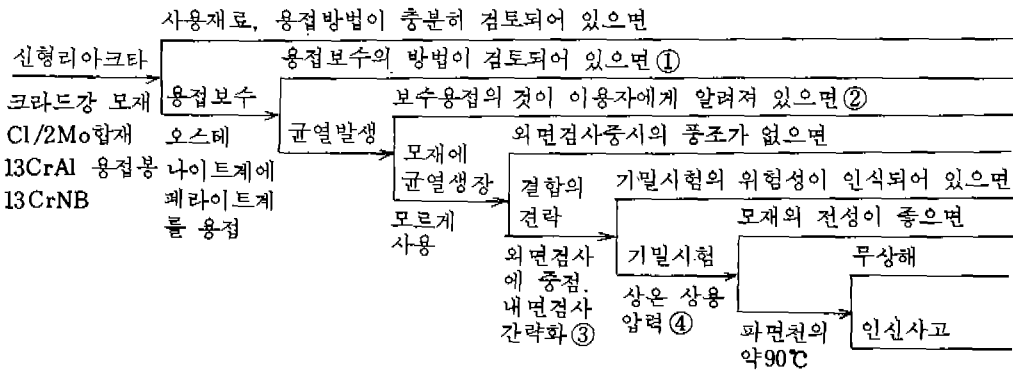 사용재료, 용접방법이 충분히 검토되어 있으면
신형리아크타
용접보수의 방법이 검토되어 있으면①
크라드강 모재
용접보수
보수용접의 것이 이용자에게 알려져 있으면②
Cl/2Mo합재
오스테
균열발생
외면검사중시의 풍조가 없으면
13CrAl 용접봉
나이트계에
모재에
균열생장
결합의
견락
기밀시험의 위험성이 인식되어 있으면
13CrNB
페라이트계
를 용접
모르게
사용
모재의 전성이 좋으면
외면검사
에 중점.
내면검사
간략화③
기밀시험
무상해
상온 상용
압력④
파면천의
약90℃
인신사고